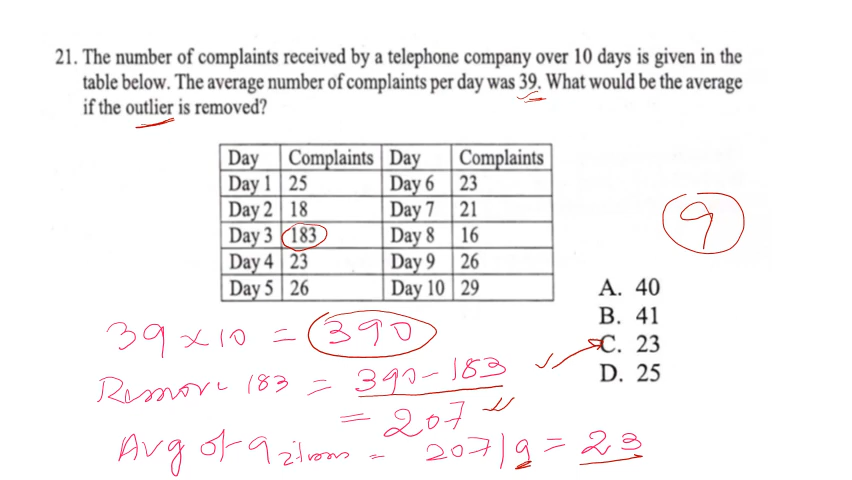 21. The number of complaints received by a telephone company over 10 days is given in the
table below. The average number of complaints per day was 39. What would be the average
if the outlier is removed?
Day Complaints Day Complaints
Day 1 25 Day 6 23
Day 2 18 Day 7 21
Day 3 183 Day 8 16
Day 4 23 Day 9 26
Day 5 26 Day 10 29
9
A. 40
B. 41
C. 23
D. 25
39 × 10 = 390
Remove 183 = 390 - 183
= 207
Avg of 9 items = 207/9 = 23